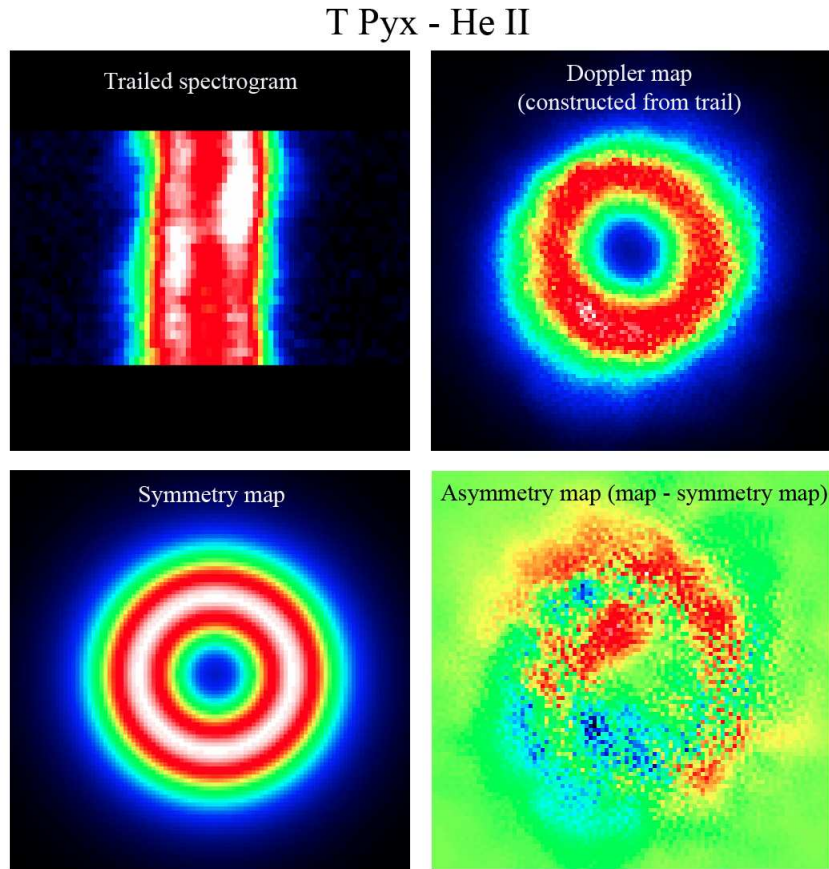 T Pyx - He II
Trailed spectrogram
Doppler map
(constructed from trail)
Symmetry map
Asymmetry map (map - symmetry map)